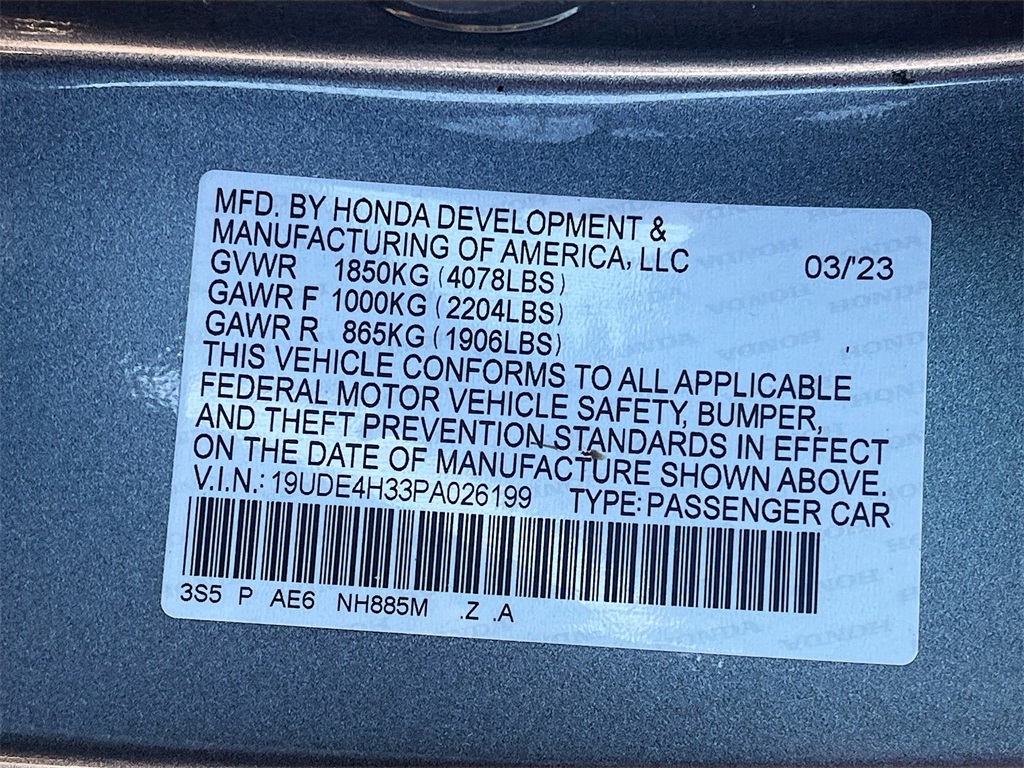 MFD. BY HONDA DEVELOPMENT &
MANUFACTURING OF AMERICA, LLC
GVWR 1850KG (4078LBS) 03/'23
GAWR F 1000KG (2204LBS)
GAWR R 865KG (1906LBS)
THIS VEHICLE CONFORMS TO ALL APPLICABLE
FEDERAL MOTOR VEHICLE SAFETY, BUMPER,
AND THEFT PREVENTION STANDARDS IN EFFECT
ON THE DATE OF MANUFACTURE SHOWN ABOVE.
V.I.N.: 19UDE4H33PA026199 TYPE: PASSENGER CAR
3S5 P AE6 NH885M .Z .A